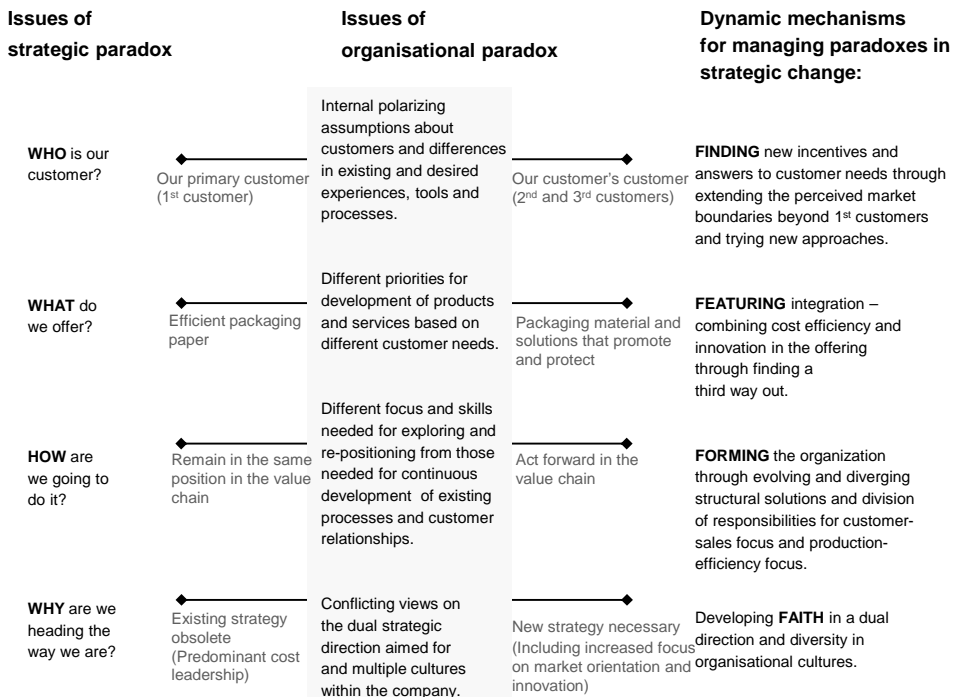 Issues of
strategic paradox
Issues of
organisational paradox
Dynamic mechanisms
for managing paradoxes in
strategic change:
WHO is our
customer?
Our primary customer
(1st customer)
Internal polarizing
assumptions about
customers and differences
in existing and desired
experiences, tools and
processes.
Our customer's customer
(2nd and 3rd customers)
FINDING new incentives and
answers to customer needs through
extending the perceived market
boundaries beyond 1st customers
and trying new approaches.
WHAT do
we offer?
Efficient packaging
paper
Different priorities for
development of products
and services based on
different customer needs.
Packaging material and
solutions that promote
and protect
FEATURING integration –
combining cost efficiency and
innovation in the offering
through finding a
third way out.
HOW are
we going to
do it?
Remain in the same
position in the value
chain
Different focus and skills
needed for exploring and
re-positioning from those
needed for continuous
development of existing
processes and customer
relationships.
Act forward in the
value chain
FORMING the organization
through evolving and diverging
structural solutions and division
of responsibilities for customer-
sales focus and production-
efficiency focus.
WHY are we
heading the
way we are?
Existing strategy
obsolete
(Predominant cost
leadership)
Conflicting views on
the dual strategic
direction aimed for
and multiple cultures
within the company.
New strategy necessary
(Including increased focus
on market orientation and
innovation)
Developing FAITH in a dual
direction and diversity in
organisational cultures.